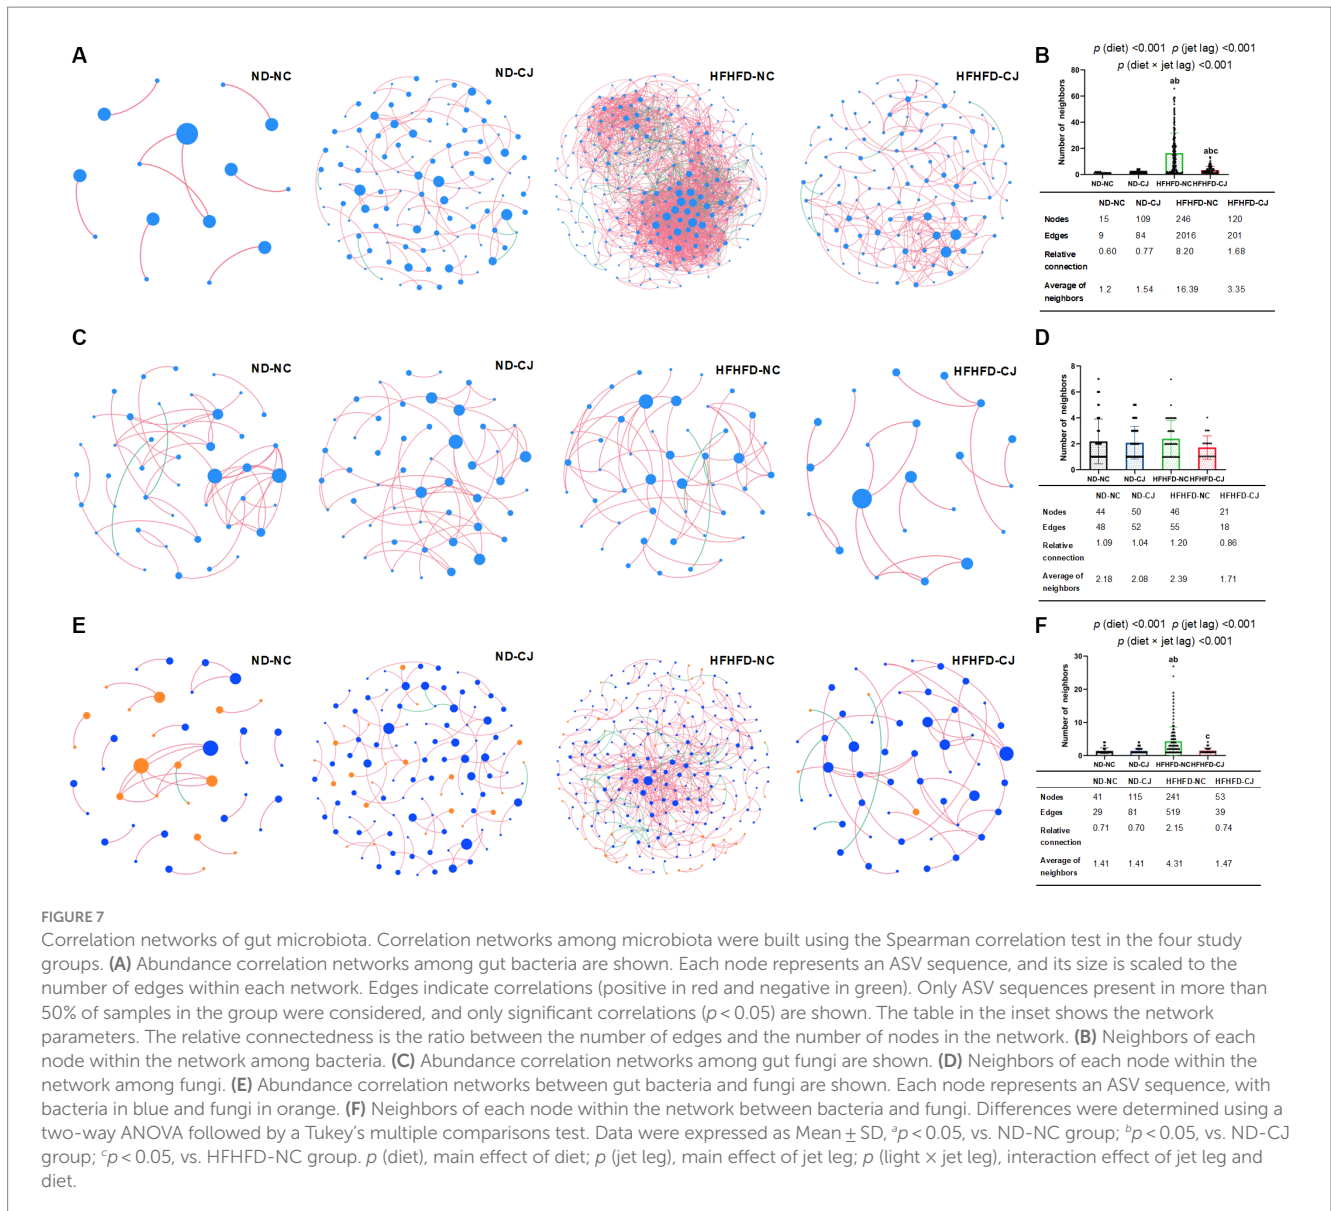 A
ND-NC
ND-CJ
HFHFD-NC
HFHFD-CJ
B
p (diet) <0.001 p (jet lag) <0.001
p (diet × jet lag) <0.001
Number of neighbors
80
60
40
20
0
ab
abc
ND-NC ND-CJ HFHFD-NC HFHFD-CJ
ND-NC ND-CJ HFHFD-NC HFHFD-CJ
Nodes 15 109 246 120
Edges 9 84 2016 201
Relative connection 0.60 0.77 8.20 1.68
Average of neighbors 1.2 1.54 16.39 3.35
C
ND-NC
ND-CJ
HFHFD-NC
HFHFD-CJ
D
Number of neighbors
8
6
4
2
0
ND-NC ND-CJ HFHFD-NC HFHFD-CJ
ND-NC ND-CJ HFHFD-NC HFHFD-CJ
Nodes 44 50 46 21
Edges 48 52 55 18
Relative connection 1.09 1.04 1.20 0.86
Average of neighbors 2.18 2.08 2.39 1.71
E
ND-NC
ND-CJ
HFHFD-NC
HFHFD-CJ
F
p (diet) <0.001 p (jet lag) <0.001
p (diet × jet lag) <0.001
Number of neighbors
30
20
10
0
ab
c
ND-NC ND-CJ HFHFD-NC HFHFD-CJ
ND-NC ND-CJ HFHFD-NC HFHFD-CJ
Nodes 41 115 241 53
Edges 29 81 519 39
Relative connection 0.71 0.70 2.15 0.74
Average of neighbors 1.41 1.41 4.31 1.47
FIGURE 7
Correlation networks of gut microbiota. Correlation networks among microbiota were built using the Spearman correlation test in the four study
groups. (A) Abundance correlation networks among gut bacteria are shown. Each node represents an ASV sequence, and its size is scaled to the
number of edges within each network. Edges indicate correlations (positive in red and negative in green). Only ASV sequences present in more than
50% of samples in the group were considered, and only significant correlations (p < 0.05) are shown. The table in the inset shows the network
parameters. The relative connectedness is the ratio between the number of edges and the number of nodes in the network. (B) Neighbors of each
node within the network among bacteria. (C) Abundance correlation networks among gut fungi are shown. (D) Neighbors of each node within the
network among fungi. (E) Abundance correlation networks between gut bacteria and fungi are shown. Each node represents an ASV sequence, with
bacteria in blue and fungi in orange. (F) Neighbors of each node within the network between bacteria and fungi. Differences were determined using a
two-way ANOVA followed by a Tukey's multiple comparisons test. Data were expressed as Mean ± SD, ᵃp < 0.05, vs. ND-NC group; ᵇp < 0.05, vs. ND-CJ
group; ᶜp < 0.05, vs. HFHFD-NC group. p (diet), main effect of diet; p (jet leg), main effect of jet leg; p (light × jet leg), interaction effect of jet leg and
diet.